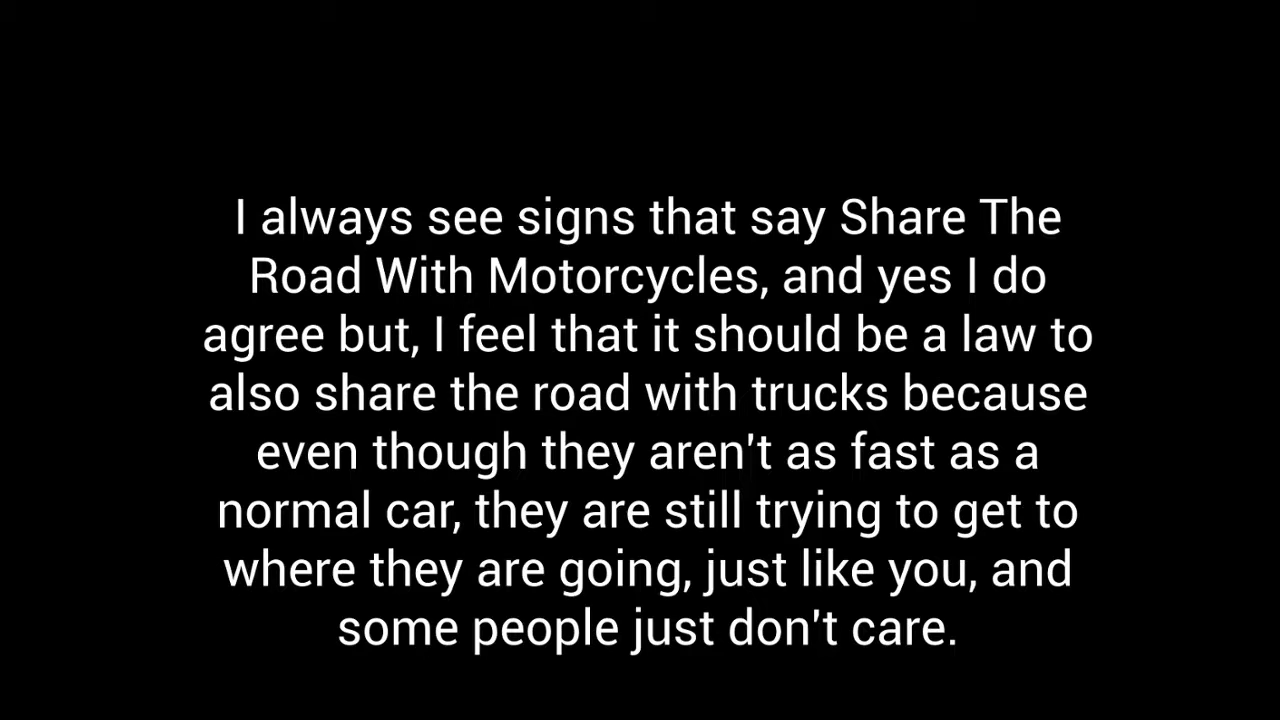 I always see signs that say Share The
Road With Motorcycles, and yes I do
agree but, I feel that it should be a law to
also share the road with trucks because
even though they aren't as fast as a
normal car, they are still trying to get to
where they are going, just like you, and
some people just don't care.